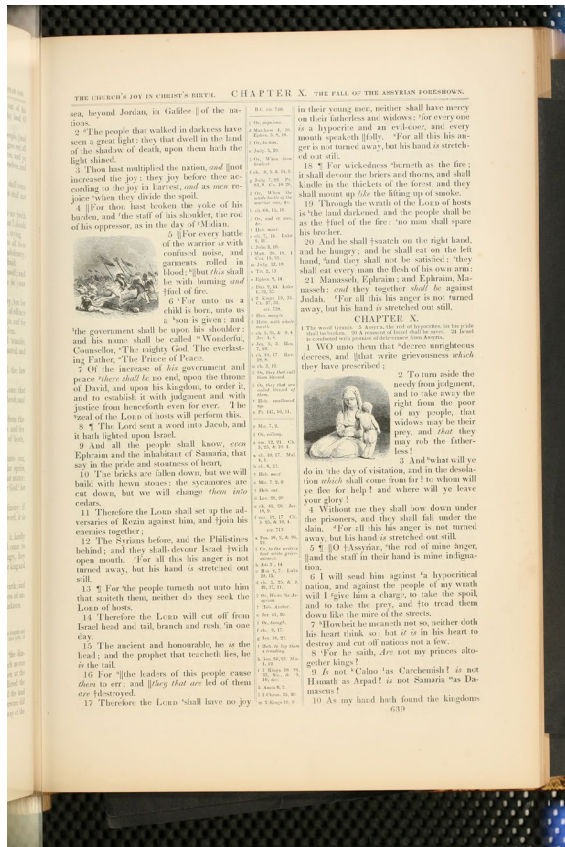 THE CHURCH'S JOY IN CHRIST'S BIRTH. CHAPTER X. THE FALL OF THE ASSYRIAN FORESHOWN.
sea, beyond Jordan, in Galilee ‖of the na-
tions.
2 The people that walked in darkness have
seen a great light: they that dwell in the land
of the shadow of death, upon them hath the
light shined.
3 Thou hast multiplied the nation, and ‖not
increased the joy: they joy before thee ac-
cording to the joy in harvest, and as men re-
joice when they divide the spoil.
4 ‖For thou hast broken the yoke of his
burden, and the staff of his shoulder, the rod
of his oppressor, as in the day of Midian.
5 ‖For every battle
of the warrior is with
confused noise, and
garments rolled in
blood; ‖but this shall
be with burning and
†fuel of fire.
6 For unto us a
child is born, unto us
a son is given: and
the government shall be upon his shoulder:
and his name shall be called Wonderful,
Counsellor, The mighty God, The everlast-
ing Father, The Prince of Peace.
7 Of the increase of his government and
peace there shall be no end, upon the throne
of David, and upon his kingdom, to order it,
and to establish it with judgment and with
justice from henceforth even for ever. The
zeal of the LORD of hosts will perform this.
8 ¶ The Lord sent a word into Jacob, and
it hath lighted upon Israel.
9 And all the people shall know, even
Ephraim and the inhabitant of Samaria, that
say in the pride and stoutness of heart,
10 The bricks are fallen down, but we will
build with hewn stones: the sycamores are
cut down, but we will change them into
cedars.
11 Therefore the LORD shall set up the ad-
versaries of Rezin against him, and †join his
enemies together;
12 The Syrians before, and the Philistines
behind; and they shall devour Israel †with
open mouth. For all this his anger is not
turned away, but his hand is stretched out
still.
13 ¶ For the people turneth not unto him
that smiteth them, neither do they seek the
LORD of hosts.
14 Therefore the LORD will cut off from
Israel head and tail, branch and rush, in one
day.
15 The ancient and honourable, he is the
head; and the prophet that teacheth lies, he
is the tail.
16 For ‖the leaders of this people cause
them to err; and ‖they that are led of them
are †destroyed.
17 Therefore the LORD shall have no joy
in their young men, neither shall have mercy
on their fatherless and widows: for every one
is a hypocrite and an evil-doer, and every
mouth speaketh ‖folly. For all this his an-
ger is not turned away, but his hand is stretch-
ed out still.
18 ¶ For wickedness burneth as the fire;
it shall devour the briers and thorns, and shall
kindle in the thickets of the forest, and they
shall mount up like the lifting up of smoke.
19 Through the wrath of the LORD of hosts
is the land darkened, and the people shall be
as the †fuel of the fire: no man shall spare
his brother.
20 And he shall †snatch on the right hand,
and be hungry; and he shall eat on the left
hand, and they shall not be satisfied: they
shall eat every man the flesh of his own arm:
21 Manasseh, Ephraim; and Ephraim, Ma-
nasseh: and they together shall be against
Judah. For all this his anger is not turned
away, but his hand is stretched out still.
CHAPTER X.
1 WO unto them that decree unrighteous
decrees, and ‖that write grievousness which
they have prescribed;
2 To turn aside the
needy from judgment,
and to take away the
right from the poor
of my people, that
widows may be their
prey, and that they
may rob the father-
less!
3 And what will ye
do in the day of visitation, and in the desola-
tion which shall come from far? to whom will
ye flee for help? and where will ye leave
your glory?
4 Without me they shall bow down under
the prisoners, and they shall fall under the
slain. For all this his anger is not turned
away, but his hand is stretched out still.
5 ¶ ‖O †Assyrian, the rod of mine anger,
‖and the staff in their hand is mine indigna-
tion.
6 I will send him against a hypocritical
nation, and against the people of my wrath
will I give him a charge, to take the spoil,
and to take the prey, and †to tread them
down like the mire of the streets.
7 Howbeit he meaneth not so, neither doth
his heart think so; but it is in his heart to
destroy and cut off nations not a few.
8 For he saith, Are not my princes alto-
gether kings?
9 Is not Calno as Carchemish? is not
Hamath as Arpad? is not Samaria as Da-
mascus?
10 As my hand hath found the kingdoms
639